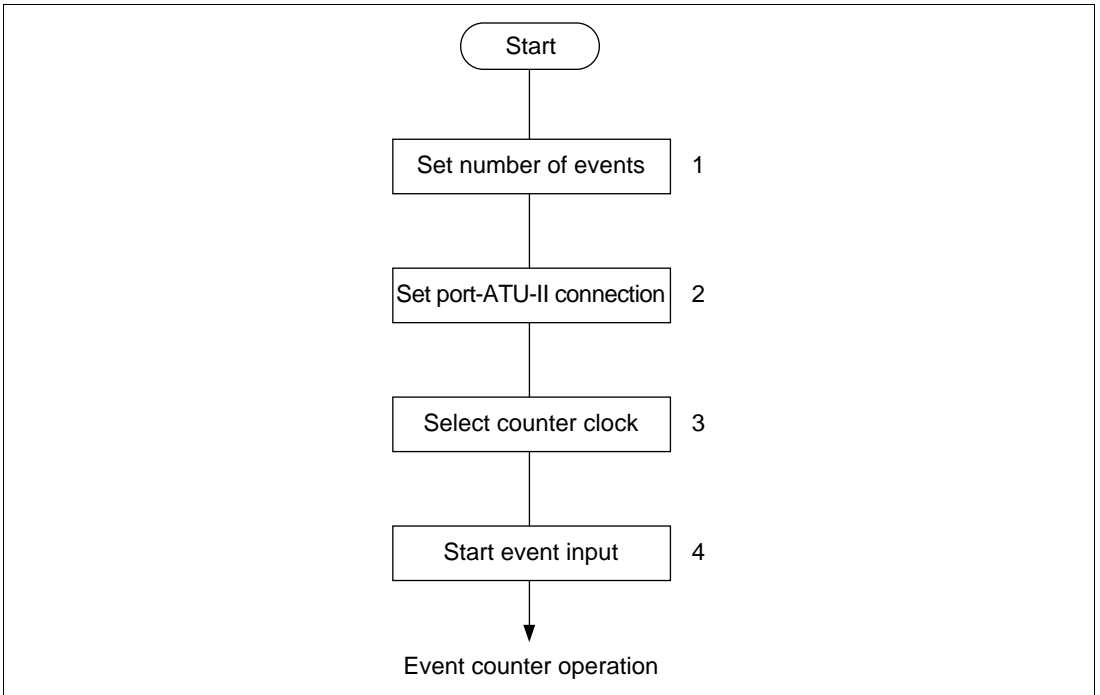 Start
Set number of events 1
Set port-ATU-II connection 2
Select counter clock 3
Start event input 4
Event counter operation